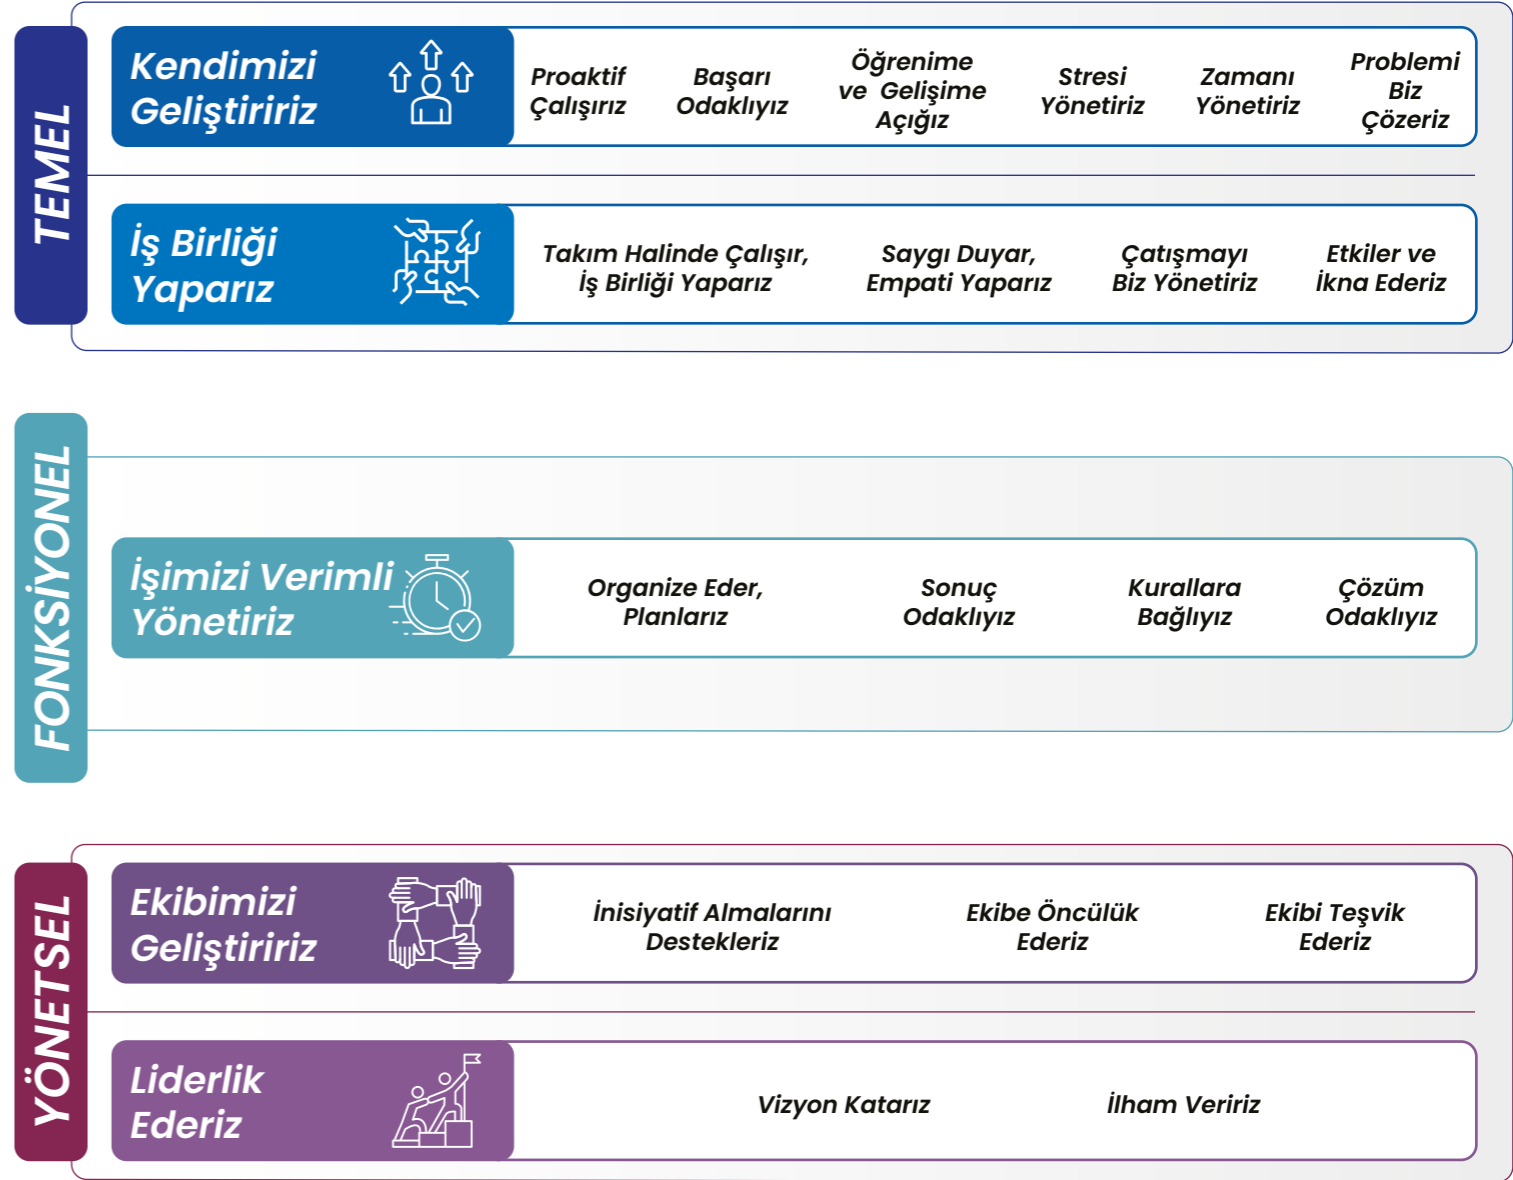 TEMEL
Kendimizi
Geliştiririz
Proaktif
Çalışırız
Başarı
Odaklıyız
Öğrenime
ve Gelişime
Açığız
Stresi
Yönetiriz
Zamanı
Yönetiriz
Problemi
Biz
Çözeriz
İş Birliği
Yaparız
Takım Halinde Çalışır,
İş Birliği Yaparız
Saygı Duyar,
Empati Yaparız
Çatışmayı
Biz Yönetiriz
Etkiler ve
İkna Ederiz
FONKSİYONEL
İşimizi Verimli
Yönetiriz
Organize Eder,
Planlarız
Sonuç
Odaklıyız
Kurallara
Bağlıyız
Çözüm
Odaklıyız
YÖNETSEL
Ekibimizi
Geliştiririz
İnisiyatif Almalarını
Destekleriz
Ekibe Öncülük
Ederiz
Ekibi Teşvik
Ederiz
Liderlik
Ederiz
Vizyon Katarız
İlham Veririz